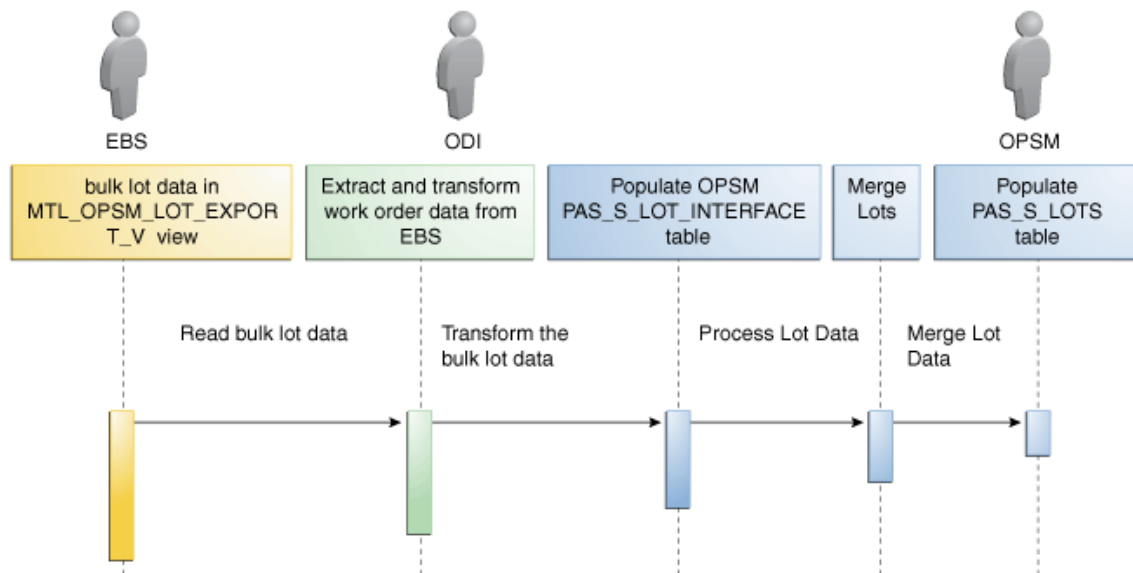 EBS
ODI
OPSM
bulk lot data in
MTL_OPSM_LOT_EXPOR
T_V view
Extract and transform
work order data from
EBS
Populate OPSM
PAS_S_LOT_INTERFACE
table
Merge
Lots
Populate
PAS_S_LOTS
table
Read bulk lot data
Transform the
bulk lot data
Process Lot Data
Merge Lot
Data